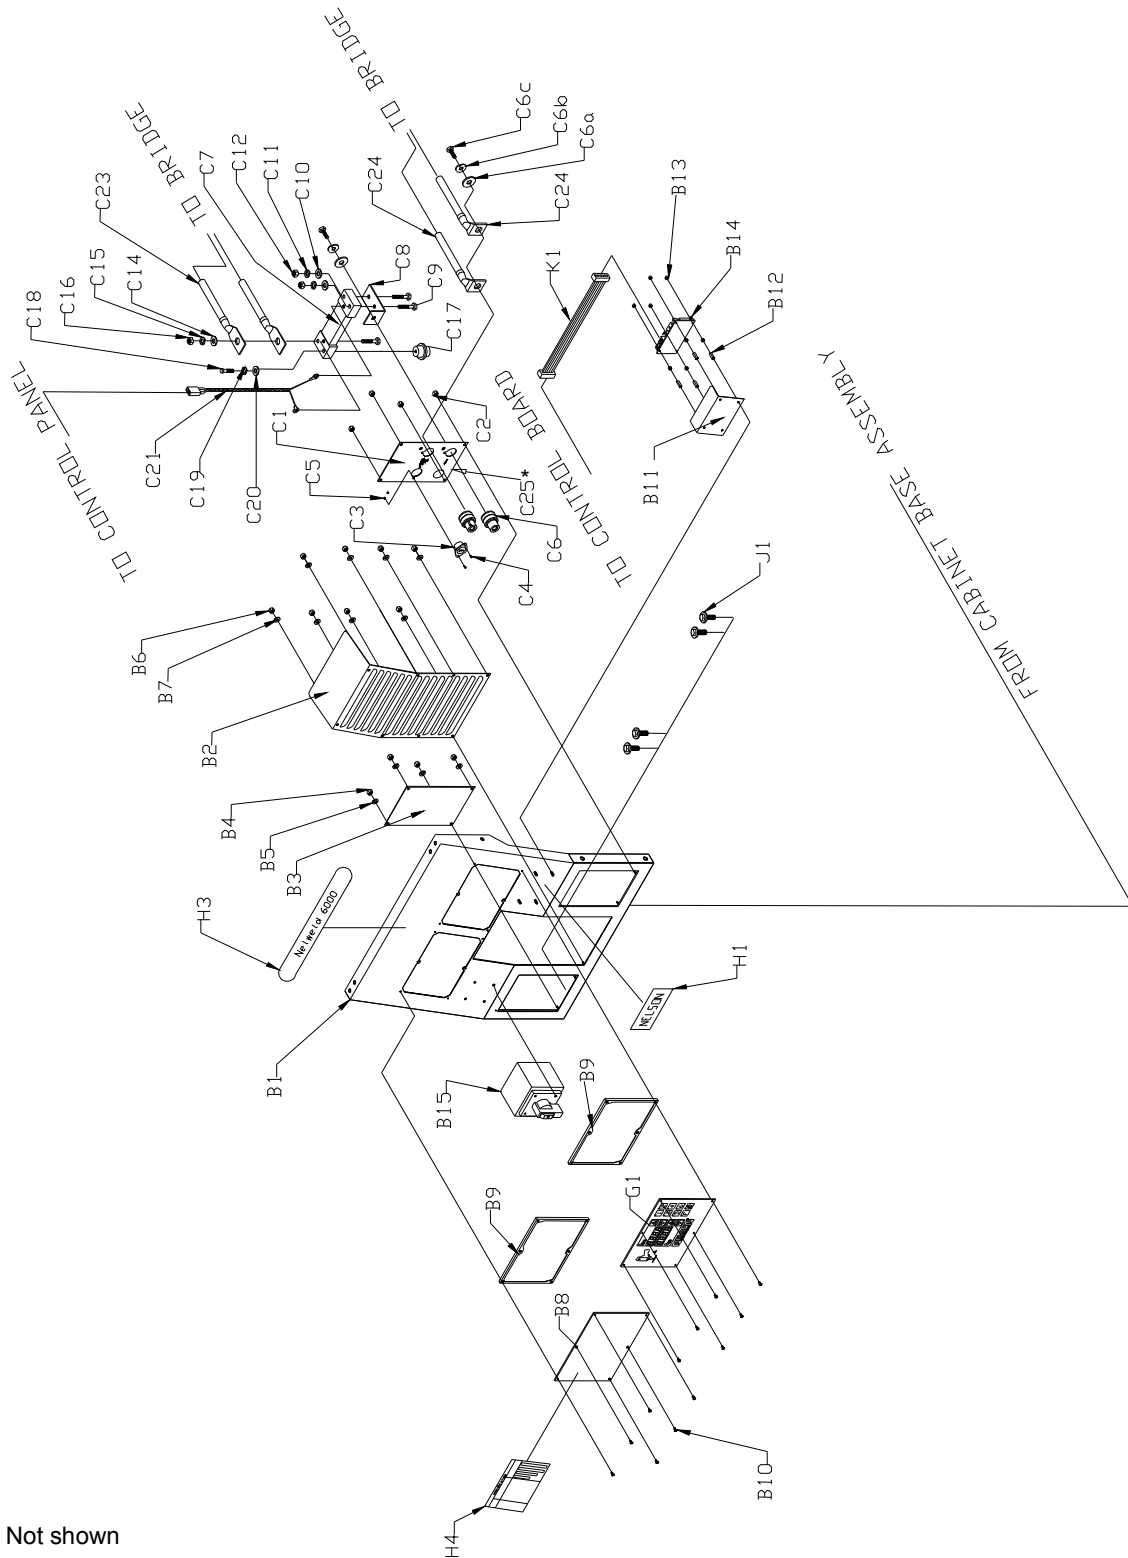 TO BRIDGE
TO BRIDGE
C23
C7
C12
C11
C10
C15
C14
C16
C18
C24
C6c
C6b
C6a
C8
C9
C17
C24
TO CONTROL PANEL
C21
C19
C20
C1
C5
C3
C4
C2
C25*
C6
K1
TO CONTROL BOARD
B13
B14
B12
B11
FROM CABINET BASE ASSEMBLY
B6
B7
B2
B4
B5
B3
J1
H3
Nelweld 6000
B1
NELSON
H1
B15
B9
B9
G1
B8
B10
H4
Not shown